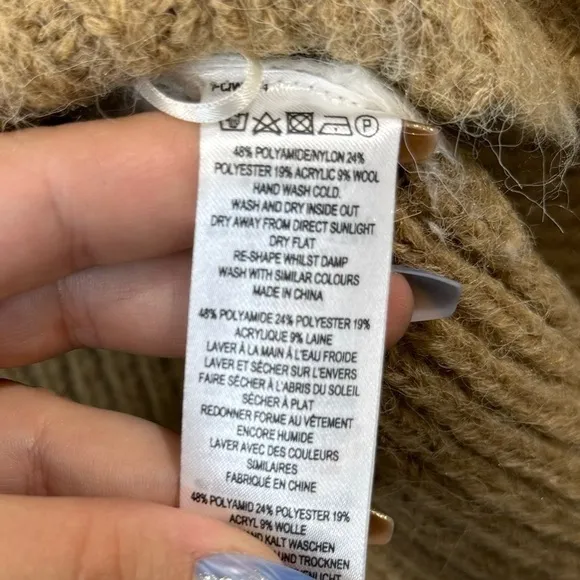 P
48% POLYAMIDE/NYLON 24%
POLYESTER 19% ACRYLIC 9% WOOL
HAND WASH COLD.
WASH AND DRY INSIDE OUT
DRY AWAY FROM DIRECT SUNLIGHT
DRY FLAT
RE-SHAPE WHILST DAMP
WASH WITH SIMILAR COLOURS
MADE IN CHINA
48% POLYAMIDE 24% POLYESTER 19%
ACRYLIQUE 9% LAINE
LAVER À LA MAIN À L'EAU FROIDE
LAVER ET SÉCHER SUR L'ENVERS
FAIRE SÉCHER À L'ABRIS DU SOLEIL
SÉCHER À PLAT
REDONNER FORME AU VÊTEMENT
ENCORE HUMIDE
LAVER AVEC DES COULEURS
SIMILAIRES
FABRIQUÉ EN CHINE
48% POLYAMID 24% POLYESTER 19%
ACRYL 9% WOLLE
KALT WASCHEN
UND TROCKNEN